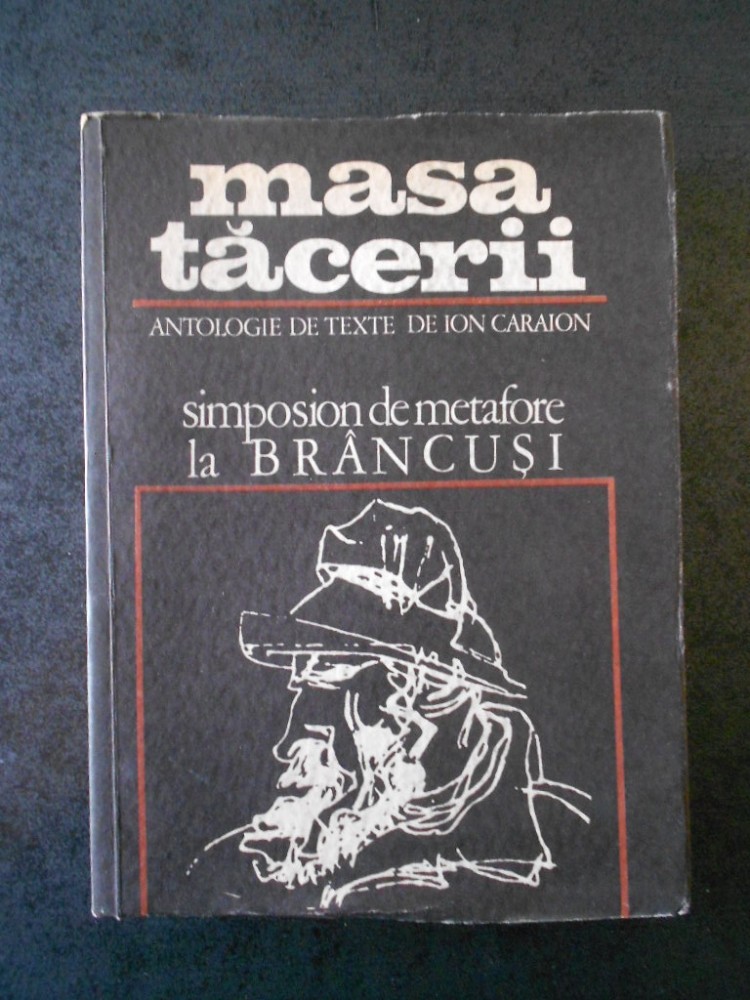 masa
tăcerii
ANTOLOGIE DE TEXTE DE ION CARAION
simposion de metafore
la BRÂNCUȘI